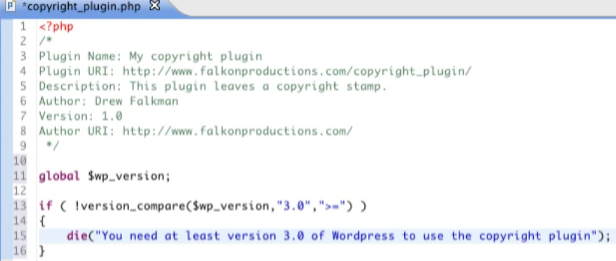 *copyright_plugin.php
1 <?php
2 /*
3 Plugin Name: My copyright plugin
4 Plugin URI: http://www.falkonproductions.com/copyright_plugin/
5 Description: This plugin leaves a copyright stamp.
6 Author: Drew Falkman
7 Version: 1.0
8 Author URI: http://www.falkonproductions.com/
9 */
10
11 global $wp_version;
12
13 if ( !version_compare($wp_version,"3.0",">=") )
14 {
15 die("You need at least version 3.0 of Wordpress to use the copyright plugin");
16 }